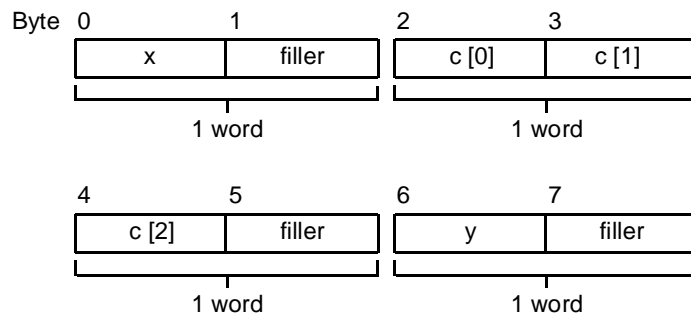 Byte 0 1 2 3
x filler c [0] c [1]
1 word 1 word
4 5 6 7
c [2] filler y filler
1 word 1 word